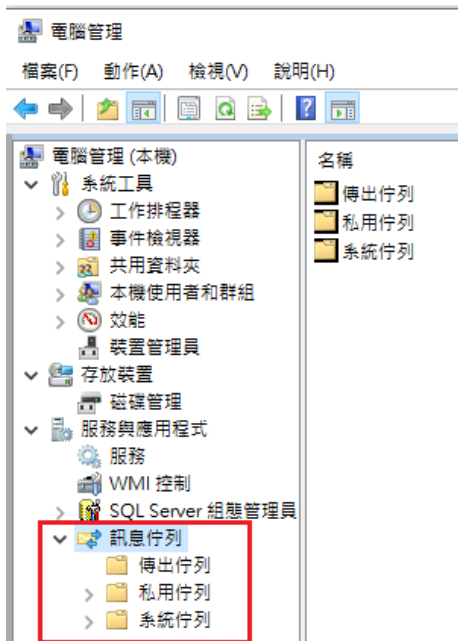 電腦管理
檔案(F) 動作(A) 檢視(V) 說明(H)
電腦管理 (本機)
系統工具
工作排程器
事件檢視器
共用資料夾
本機使用者和群組
效能
裝置管理員
存放裝置
磁碟管理
服務與應用程式
服務
WMI 控制
SQL Server 組態管理員
訊息佇列
傳出佇列
私用佇列
系統佇列
名稱
傳出佇列
私用佇列
系統佇列